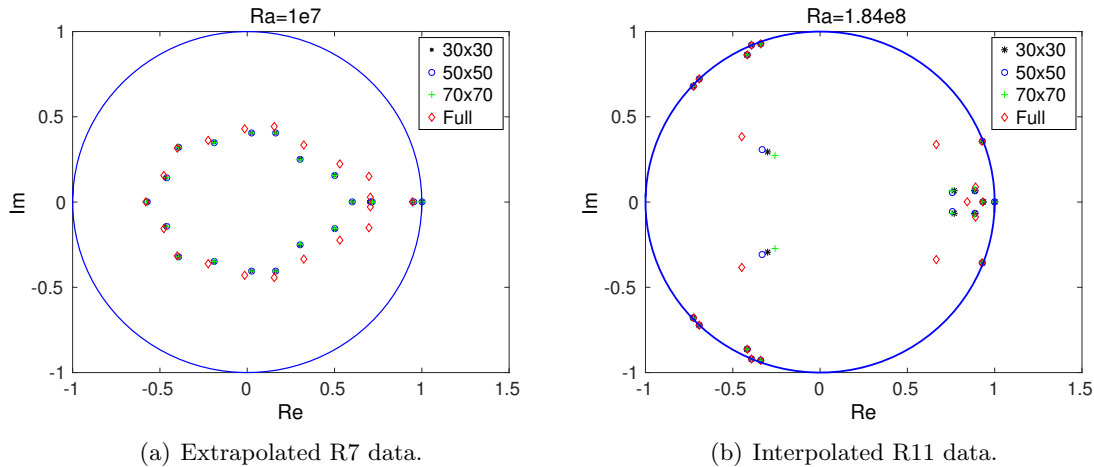 Ra=1e7
1
0.5
0
-0.5
-1
Im
-1 -0.5 0 0.5 1 1.5
Re
30x30
50x50
70x70
Full
(a) Extrapolated R7 data.
Ra=1.84e8
1
0.5
0
-0.5
-1
Im
-1 -0.5 0 0.5 1 1.5
Re
30x30
50x50
70x70
Full
(b) Interpolated R11 data.